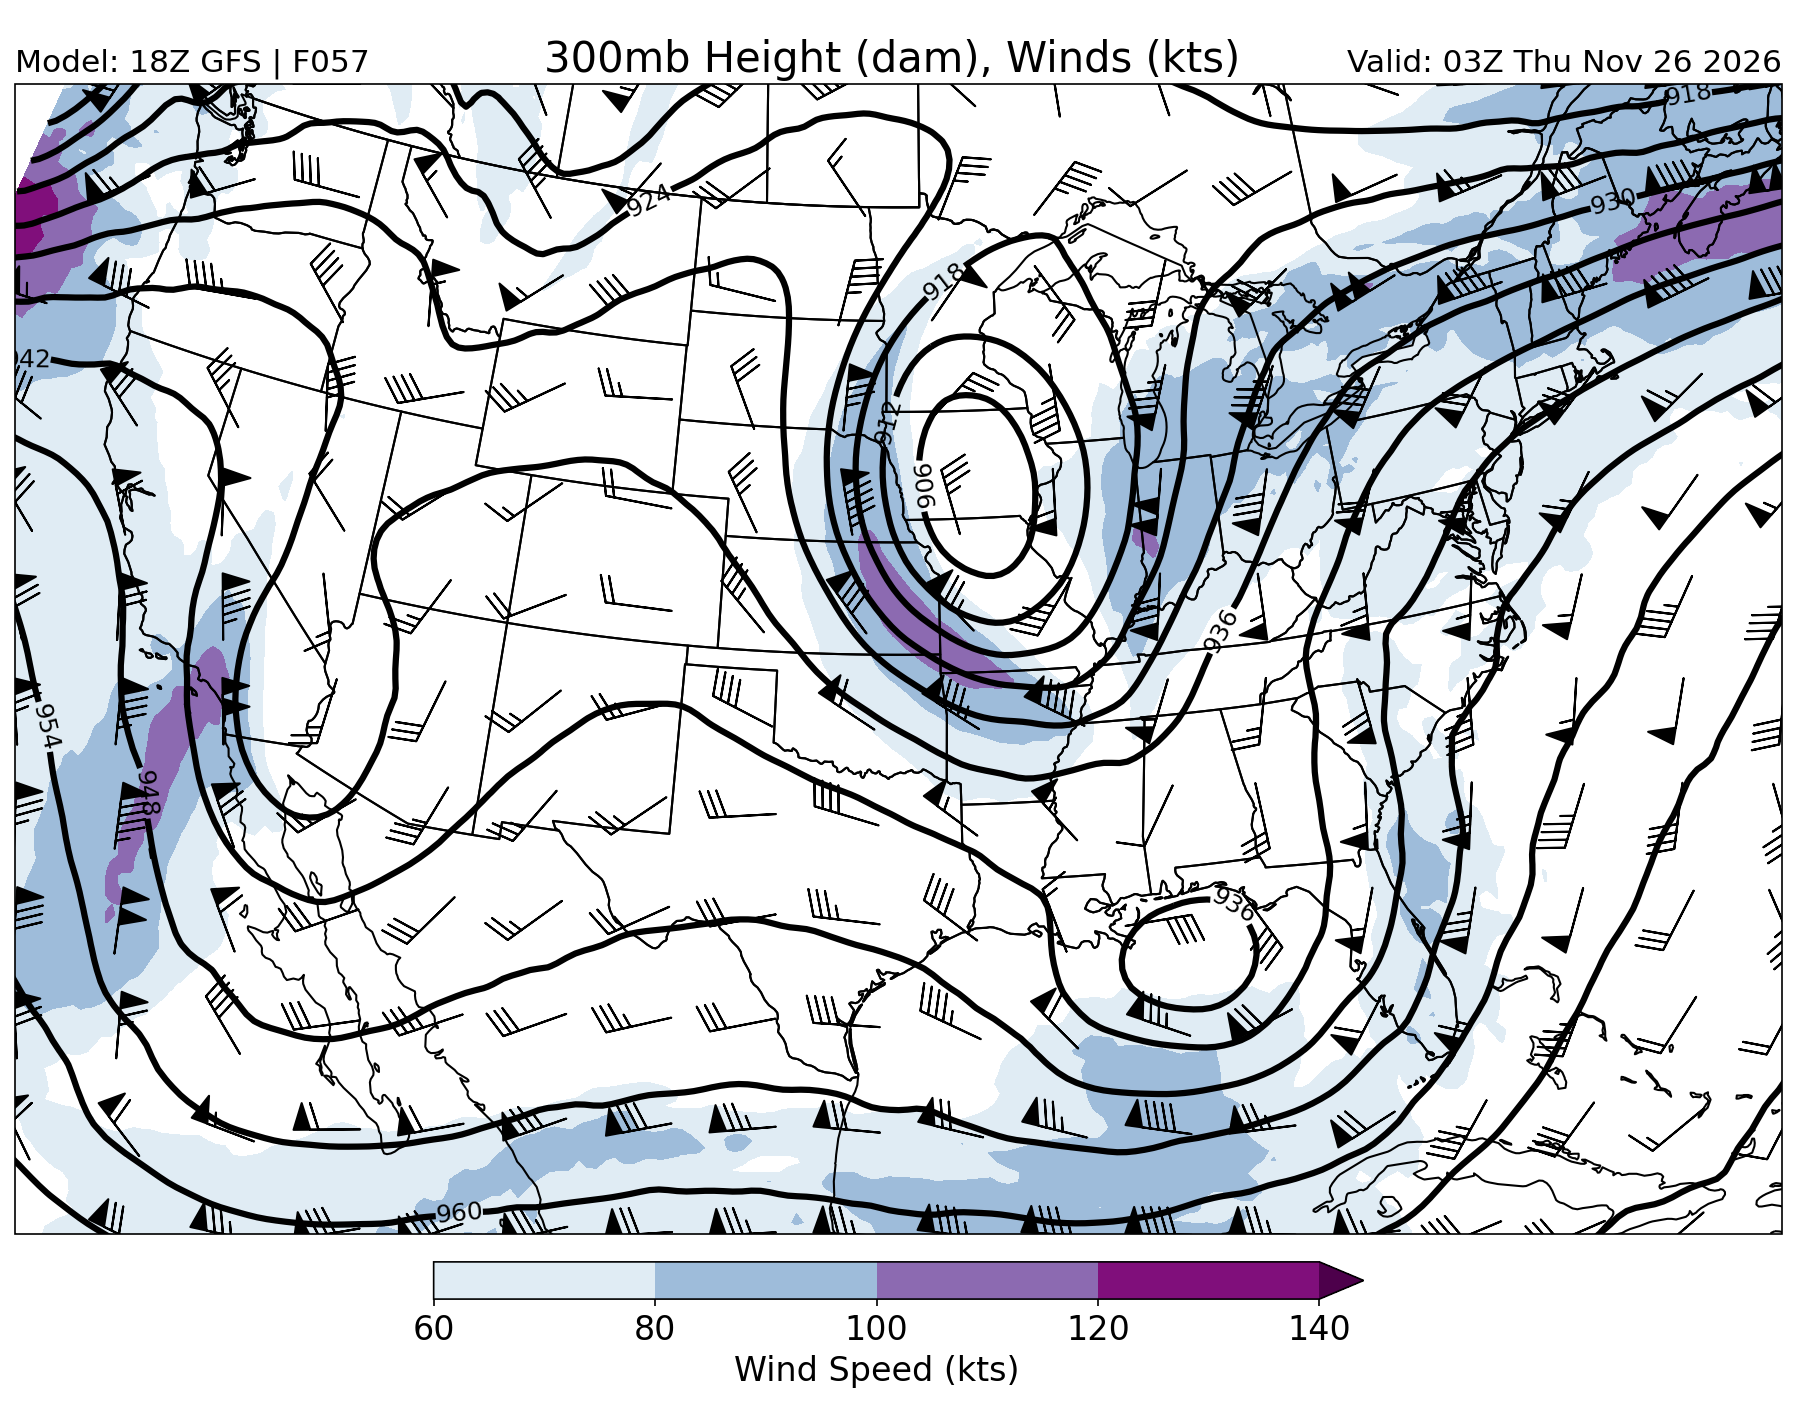 Model: 18Z GFS | F057
300mb Height (dam), Winds (kts)
Valid: 03Z Thu Nov 26 2026
918
924
930
918
942
912
906
936
954
948
936
960
60 80 100 120 140
Wind Speed (kts)